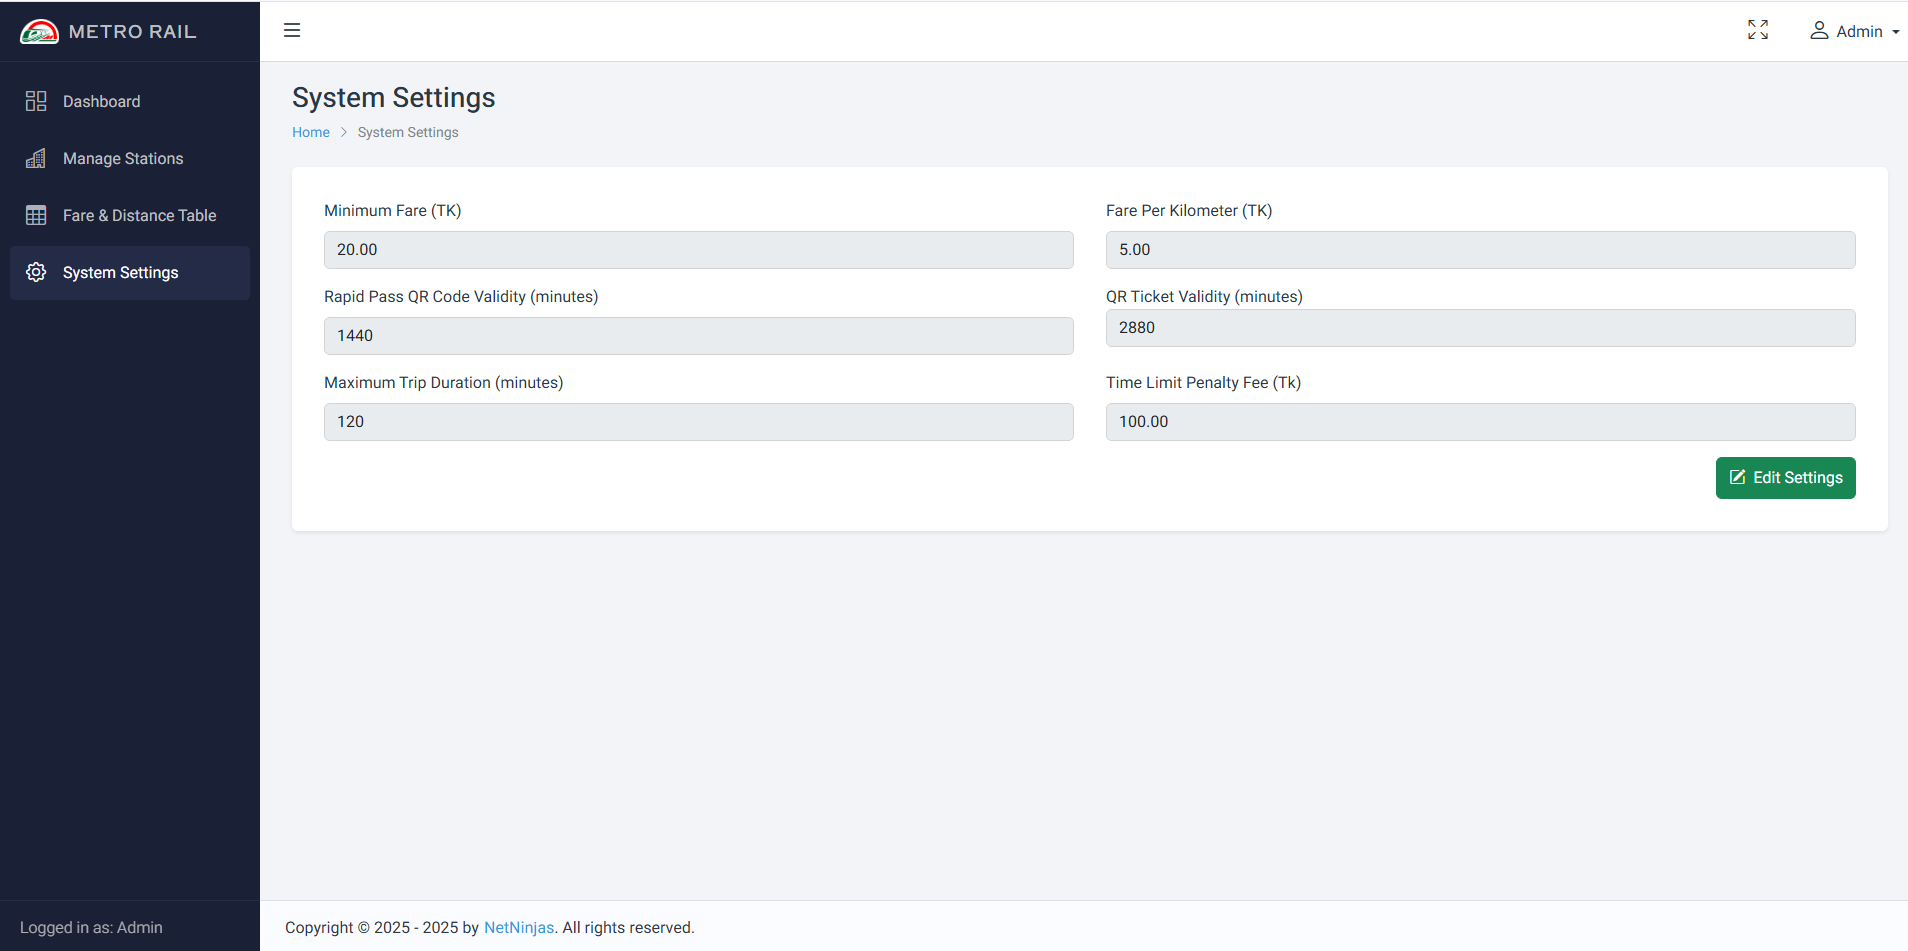 METRO RAIL
Admin
Dashboard
Manage Stations
Fare & Distance Table
System Settings
System Settings
Home > System Settings
Minimum Fare (TK)
20.00
Fare Per Kilometer (TK)
5.00
Rapid Pass QR Code Validity (minutes)
1440
QR Ticket Validity (minutes)
2880
Maximum Trip Duration (minutes)
120
Time Limit Penalty Fee (Tk)
100.00
Edit Settings
Logged in as: Admin
Copyright © 2025 - 2025 by NetNinjas. All rights reserved.